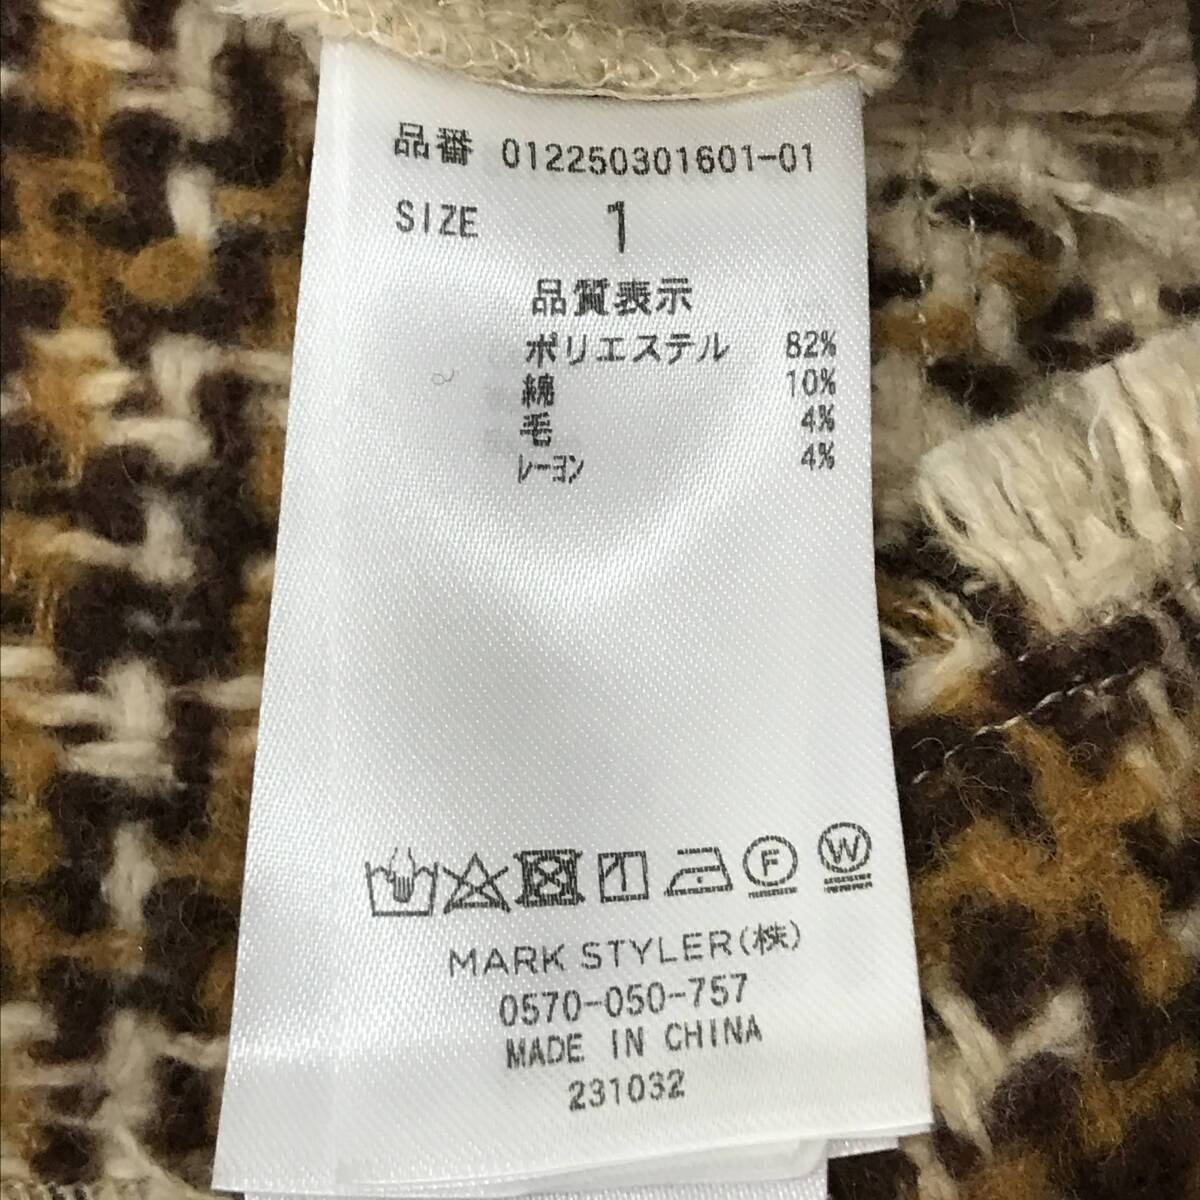 品番 012250301601-01
SIZE 1
品質表示
ポリエステル 82%
綿 10%
毛 4%
レーヨン 4%
F W
MARK STYLER(株)
0570-050-757
MADE IN CHINA
231032